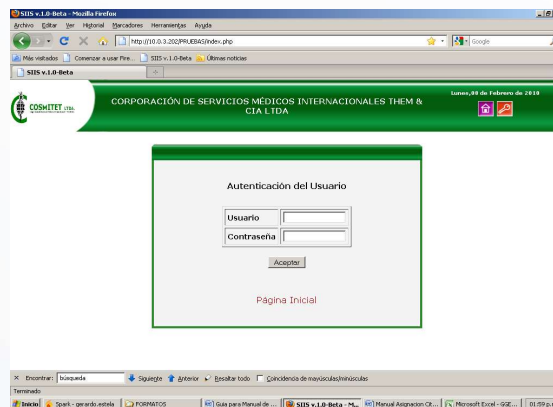 SIIS v.1.0-Beta - Mozilla Firefox
Archivo Editar Ver Historial Marcadores Herramientas Ayuda
http://10.0.3.202/PRUEBAS/index.php
Google
Más visitados Comenzar a usar Fire... SIIS v.1.0-Beta Últimas noticias
SIIS v.1.0-Beta
Lunes,08 de Febrero de 2010
COSMITET LTDA.
CORPORACIÓN DE SERVICIOS MÉDICOS INTERNACIONALES THEM &
CIA LTDA
Autenticación del Usuario
Usuario
Contraseña
Aceptar
Página Inicial
Encontrar: búsqueda Siguiente Anterior Resaltar todo Coincidencia de mayúsculas/minúsculas
Terminado
Inicio Spark - gerardo.estela FORMATOS Guia para Manual de ... SIIS v.1.0-Beta - M... Manual Asignacion Cit... Microsoft Excel - GGE... 01:59 p.